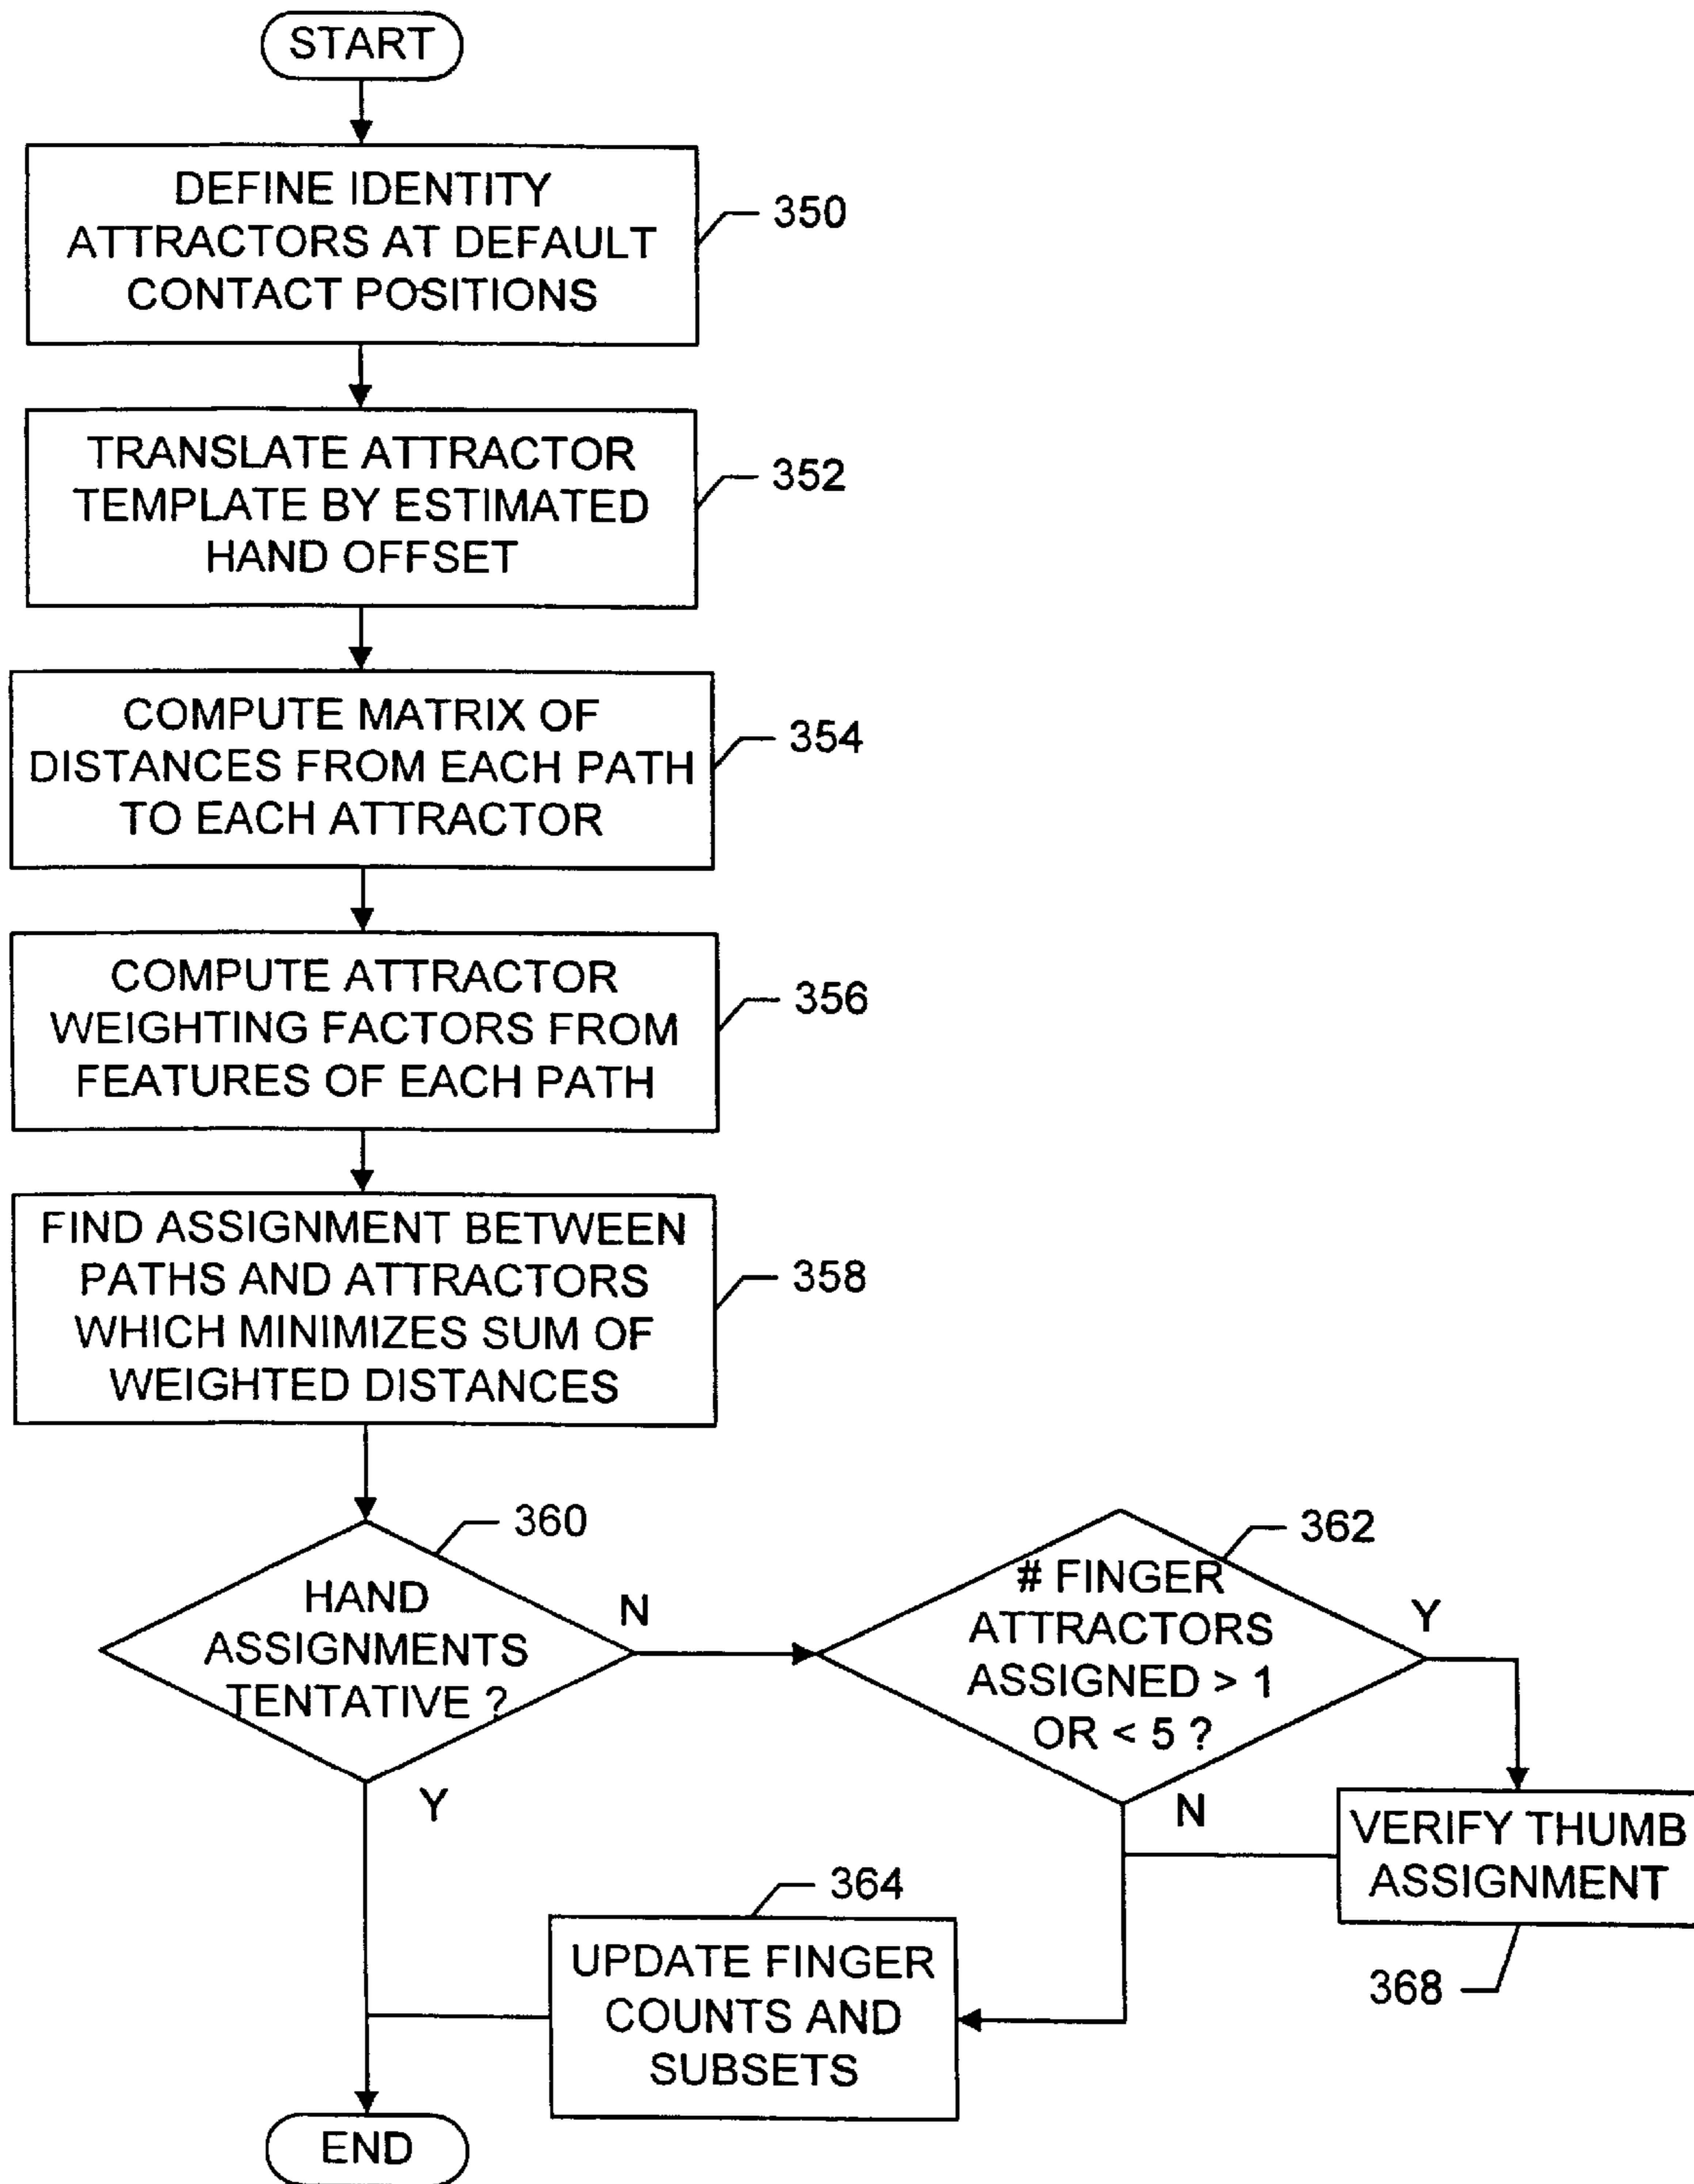 START
DEFINE IDENTITY
ATTRACTORS AT DEFAULT
CONTACT POSITIONS
350
TRANSLATE ATTRACTOR
TEMPLATE BY ESTIMATED
HAND OFFSET
352
COMPUTE MATRIX OF
DISTANCES FROM EACH PATH
TO EACH ATTRACTOR
354
COMPUTE ATTRACTOR
WEIGHTING FACTORS FROM
FEATURES OF EACH PATH
356
FIND ASSIGNMENT BETWEEN
PATHS AND ATTRACTORS
WHICH MINIMIZES SUM OF
WEIGHTED DISTANCES
358
360
HAND
ASSIGNMENTS
TENTATIVE ?
N
Y
362
# FINGER
ATTRACTORS
ASSIGNED > 1
OR < 5 ?
Y
N
VERIFY THUMB
ASSIGNMENT
368
364
UPDATE FINGER
COUNTS AND
SUBSETS
END